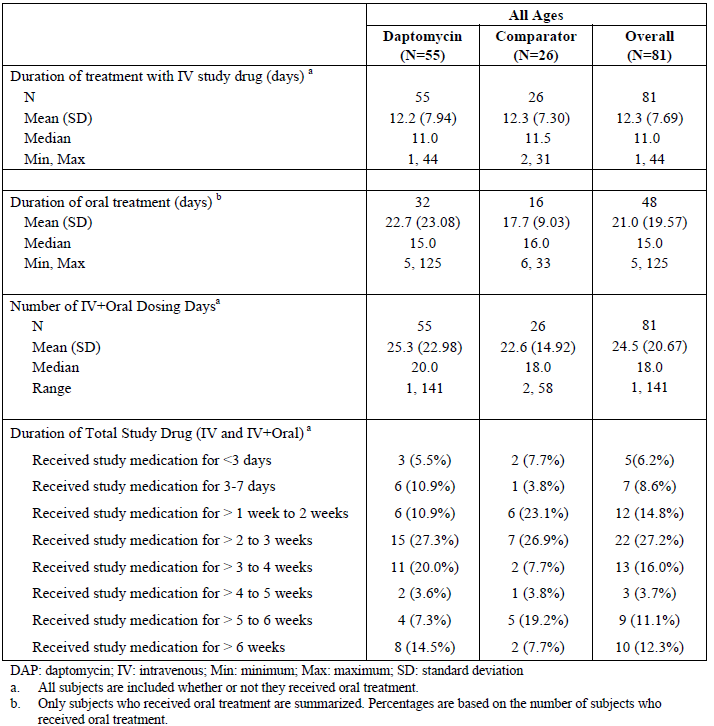 All Ages
Daptomycin (N=55) Comparator (N=26) Overall (N=81)
Duration of treatment with IV study drug (days) a
N 55 26 81
Mean (SD) 12.2 (7.94) 12.3 (7.30) 12.3 (7.69)
Median 11.0 11.5 11.0
Min, Max 1, 44 2, 31 1, 44
Duration of oral treatment (days) b 32 16 48
Mean (SD) 22.7 (23.08) 17.7 (9.03) 21.0 (19.57)
Median 15.0 16.0 15.0
Min, Max 5, 125 6, 33 5, 125
Number of IV+Oral Dosing Daysa
N 55 26 81
Mean (SD) 25.3 (22.98) 22.6 (14.92) 24.5 (20.67)
Median 20.0 18.0 18.0
Range 1, 141 2, 58 1, 141
Duration of Total Study Drug (IV and IV+Oral) a
Received study medication for <3 days 3 (5.5%) 2 (7.7%) 5(6.2%)
Received study medication for 3-7 days 6 (10.9%) 1 (3.8%) 7 (8.6%)
Received study medication for > 1 week to 2 weeks 6 (10.9%) 6 (23.1%) 12 (14.8%)
Received study medication for > 2 to 3 weeks 15 (27.3%) 7 (26.9%) 22 (27.2%)
Received study medication for > 3 to 4 weeks 11 (20.0%) 2 (7.7%) 13 (16.0%)
Received study medication for > 4 to 5 weeks 2 (3.6%) 1 (3.8%) 3 (3.7%)
Received study medication for > 5 to 6 weeks 4 (7.3%) 5 (19.2%) 9 (11.1%)
Received study medication for > 6 weeks 8 (14.5%) 2 (7.7%) 10 (12.3%)
DAP: daptomycin; IV: intravenous; Min: minimum; Max: maximum; SD: standard deviation
a. All subjects are included whether or not they received oral treatment.
b. Only subjects who received oral treatment are summarized. Percentages are based on the number of subjects who
received oral treatment.